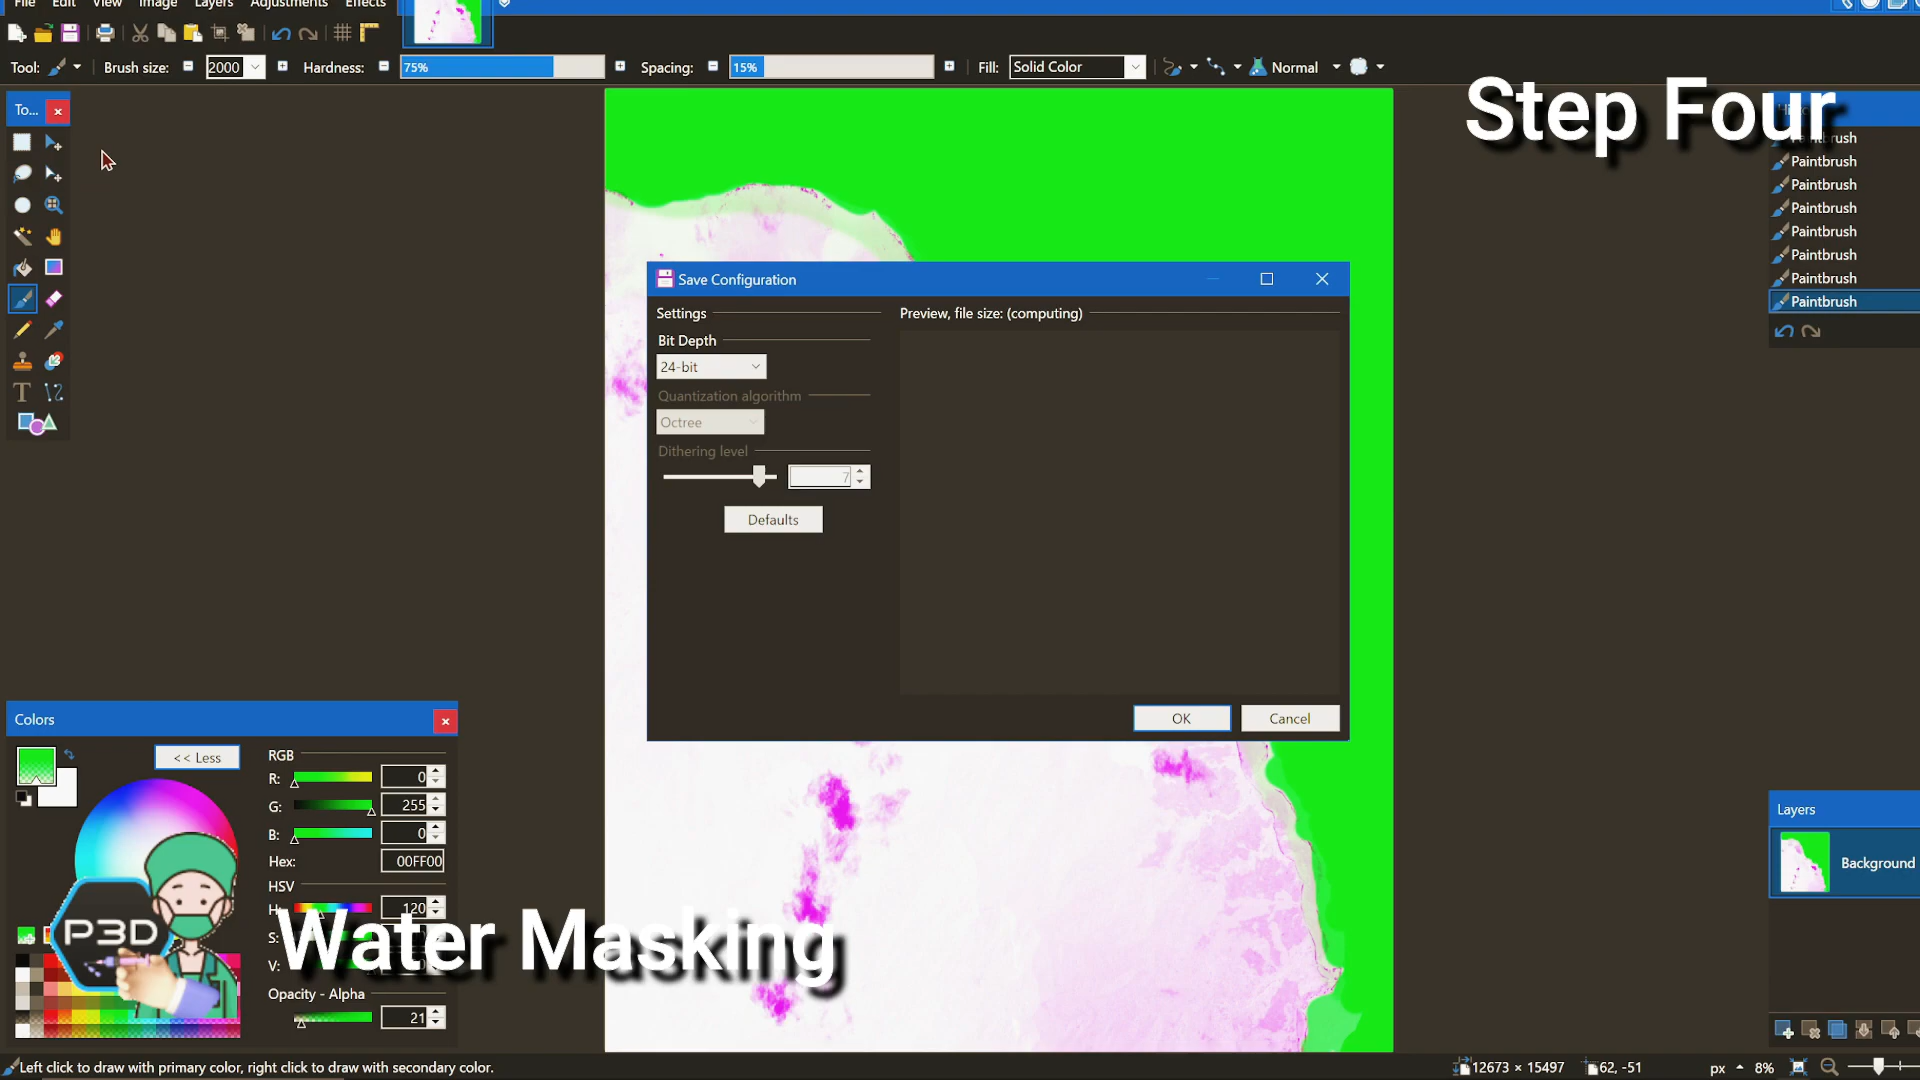 File Edit View Image Layers Adjustments Effects
Tool: Brush size: 2000 Hardness: 75% Spacing: 15% Fill: Solid Color Normal
Step Four
To...
Paintbrush
Paintbrush
Paintbrush
Paintbrush
Paintbrush
Paintbrush
Paintbrush
Save Configuration
Settings
Preview, file size: (computing)
Bit Depth
24-bit
Quantization algorithm
Octree
Dithering level
7
Defaults
OK
Cancel
Colors
<< Less
RGB
R: 0
G: 255
B: 0
Hex: 00FF00
HSV
H: 120
S:
V:
Opacity - Alpha
21
P3D
Water Masking
Layers
Background
Left click to draw with primary color, right click to draw with secondary color.
12673 × 15497
62, -51
px
8%